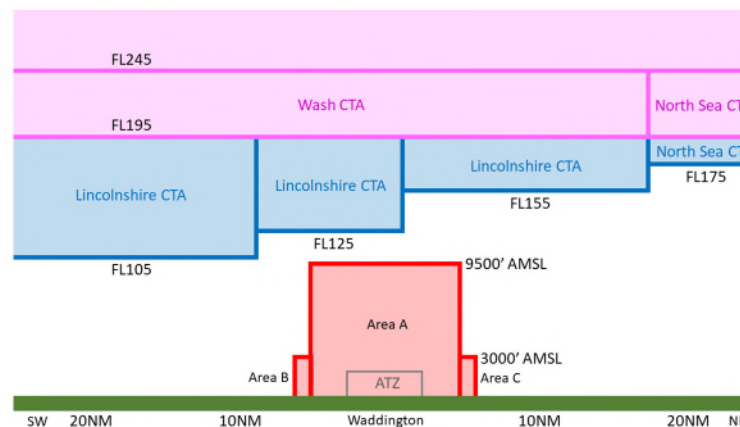 FL245
Wash CTA
North Sea CT
FL195
Lincolnshire CTA
Lincolnshire CTA
Lincolnshire CTA
North Sea CT
FL175
FL155
FL125
FL105
9500' AMSL
Area A
3000' AMSL
Area B
ATZ
Area C
SW 20NM 10NM Waddington 10NM 20NM N